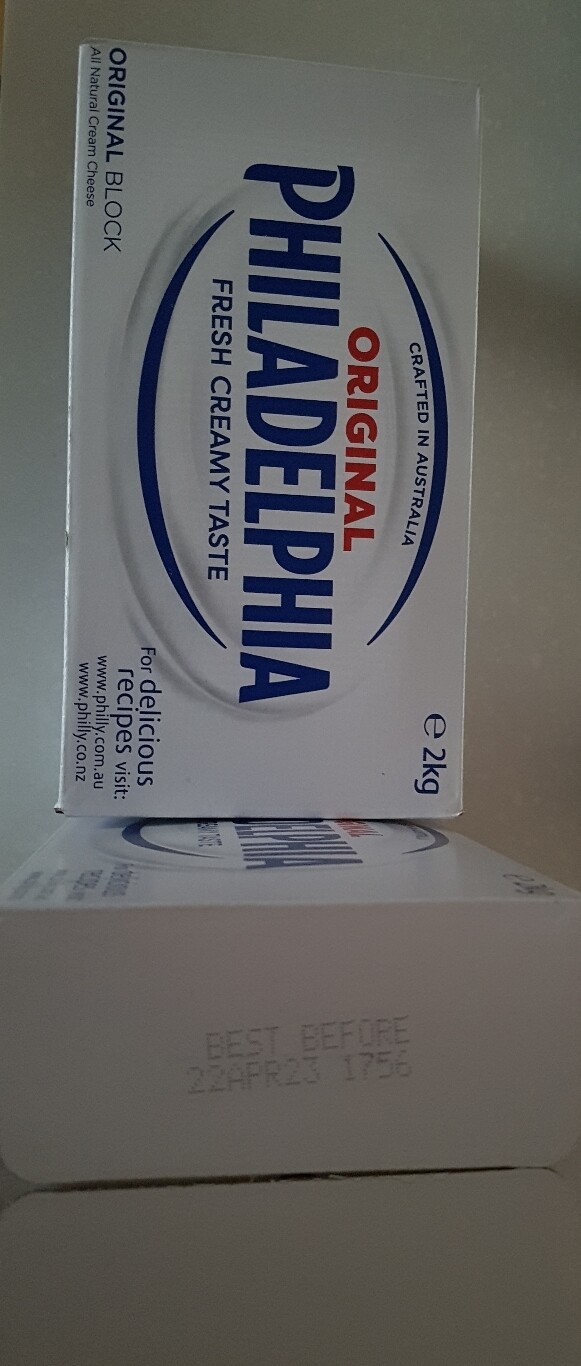 CRAFTED IN AUSTRALIA
ORIGINAL
PHILADELPHIA
FRESH CREAMY TASTE
ORIGINAL BLOCK
All Natural Cream Cheese
℮ 2kg
For delicious
recipes visit:
www.philly.com.au
www.philly.co.nz
BEST BEFORE
22APR23 1756